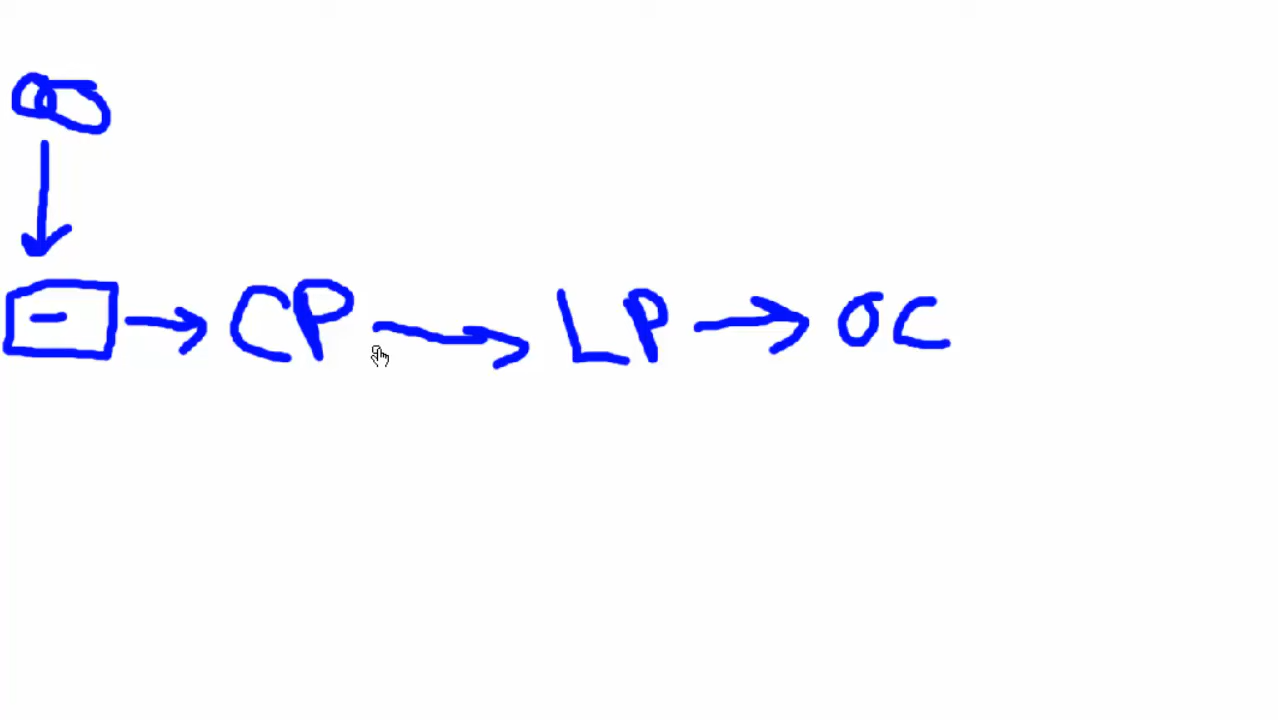 - → CP → LP → OC